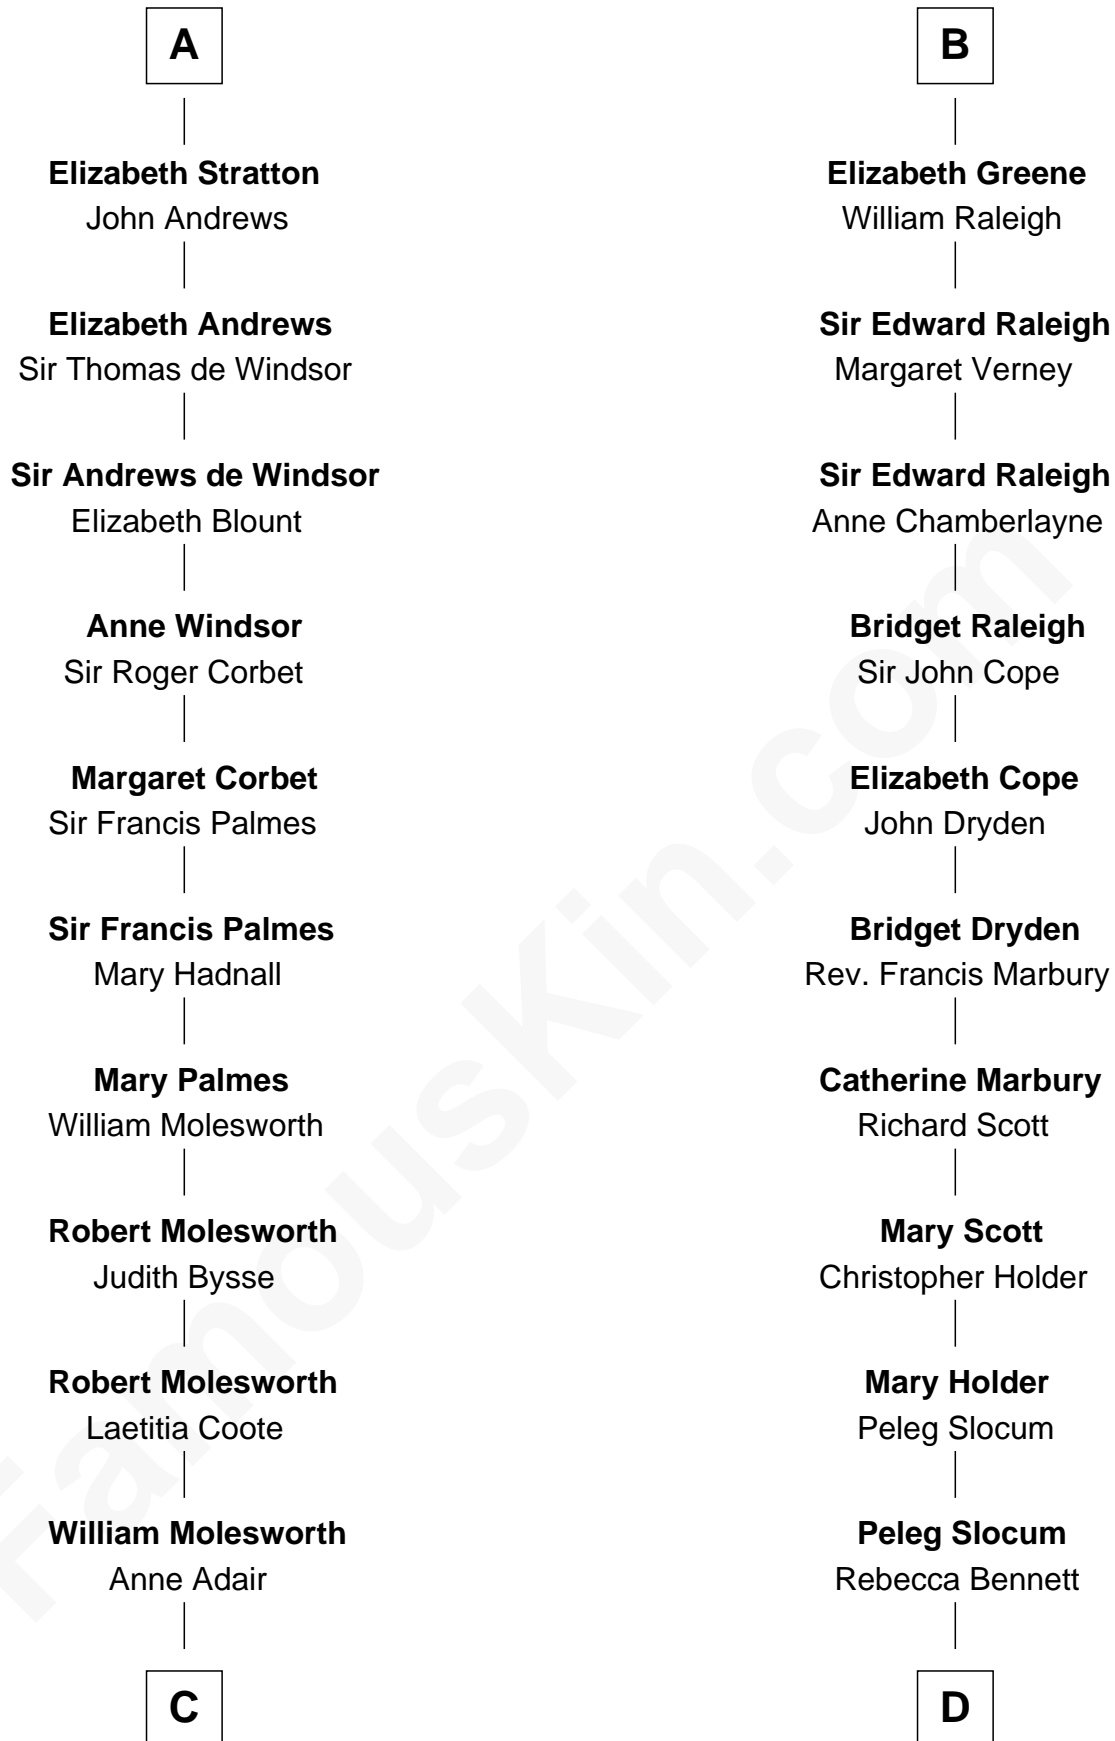 A
Elizabeth Stratton
John Andrews
Elizabeth Andrews
Sir Thomas de Windsor
Sir Andrews de Windsor
Elizabeth Blount
Anne Windsor
Sir Roger Corbet
Margaret Corbet
Sir Francis Palmes
Sir Francis Palmes
Mary Hadnall
Mary Palmes
William Molesworth
Robert Molesworth
Judith Bysse
Robert Molesworth
Laetitia Coote
William Molesworth
Anne Adair
C
B
Elizabeth Greene
William Raleigh
Sir Edward Raleigh
Margaret Verney
Sir Edward Raleigh
Anne Chamberlayne
Bridget Raleigh
Sir John Cope
Elizabeth Cope
John Dryden
Bridget Dryden
Rev. Francis Marbury
Catherine Marbury
Richard Scott
Mary Scott
Christopher Holder
Mary Holder
Peleg Slocum
Peleg Slocum
Rebecca Bennett
D
FamousKin.com